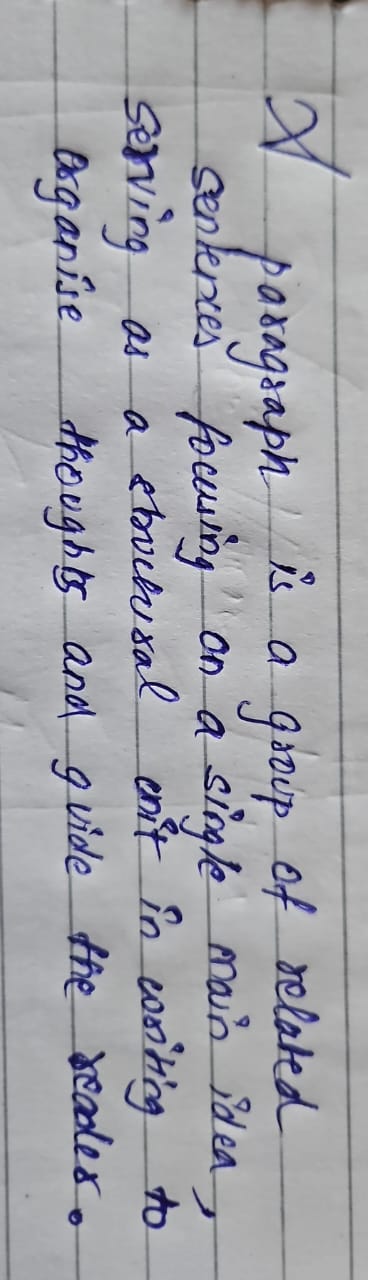 A paragraph is a group of related
sentences focusing on a single main idea,
serving as a structural unit in writing to
organise thoughts and guide the reader.